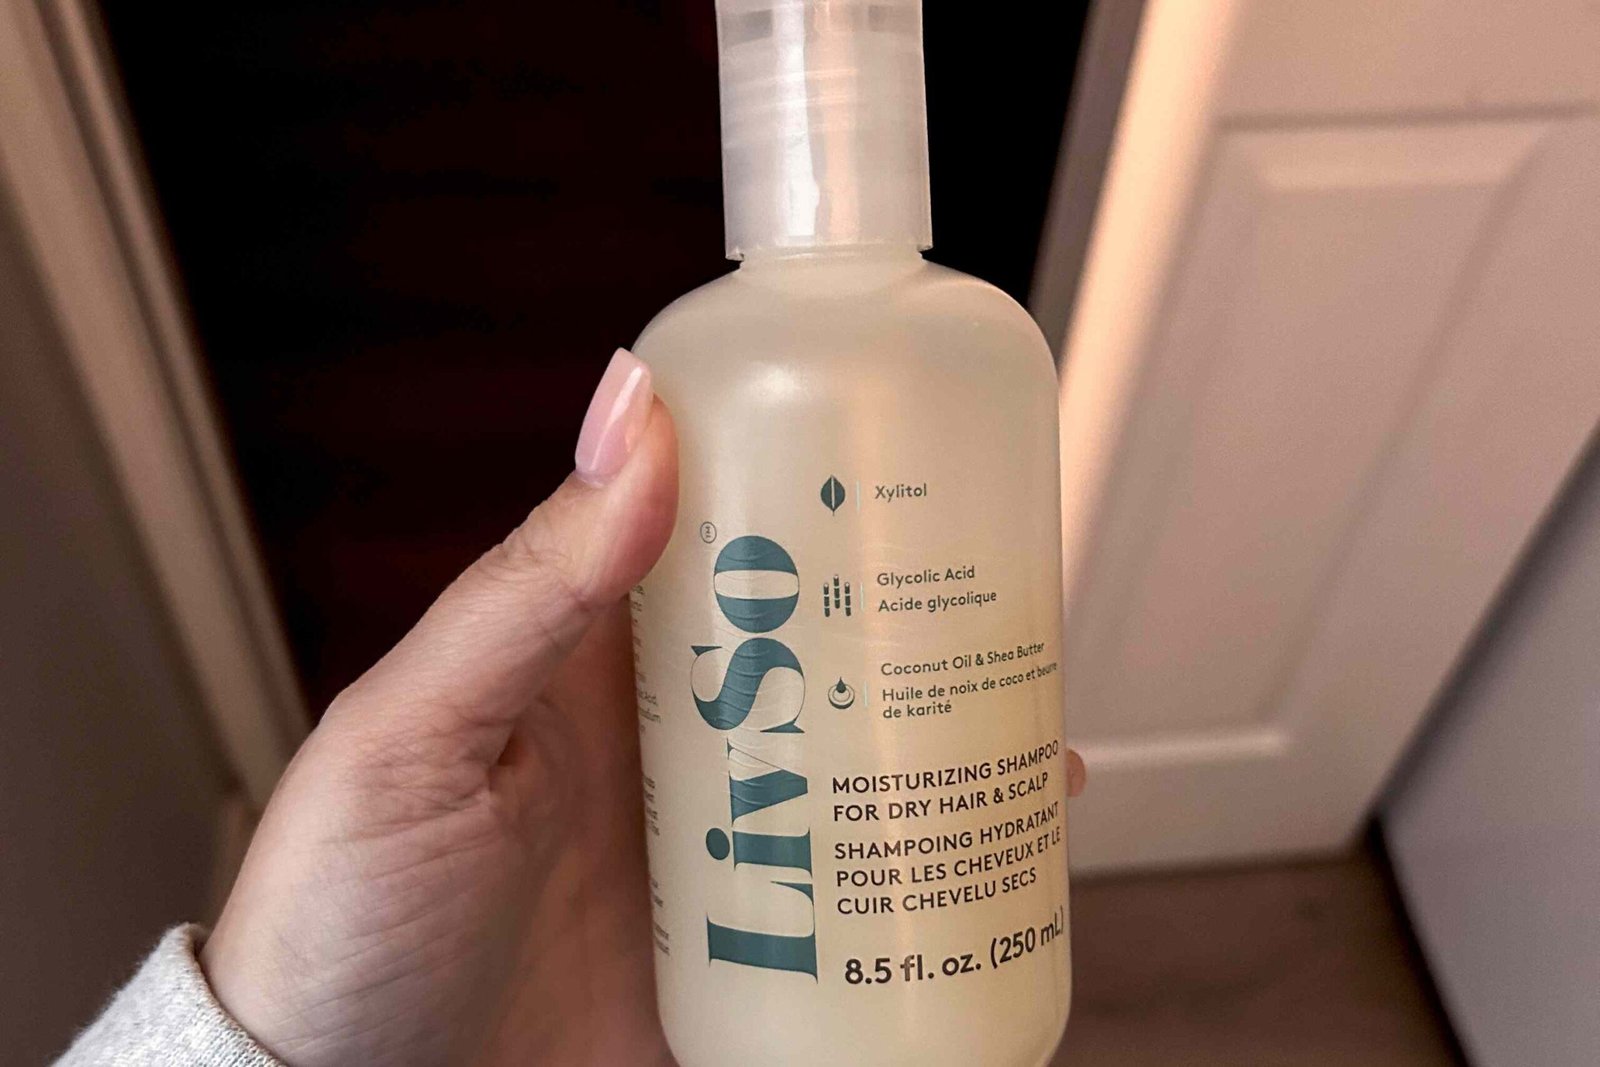 LivSo
TM
Xylitol
Glycolic Acid
Acide glycolique
Coconut Oil & Shea Butter
Huile de noix de coco et beurre
de karité
MOISTURIZING SHAMPOO
FOR DRY HAIR & SCALP
SHAMPOING HYDRATANT
POUR LES CHEVEUX ET LE
CUIR CHEVELU SECS
8.5 fl. oz. (250 mL)